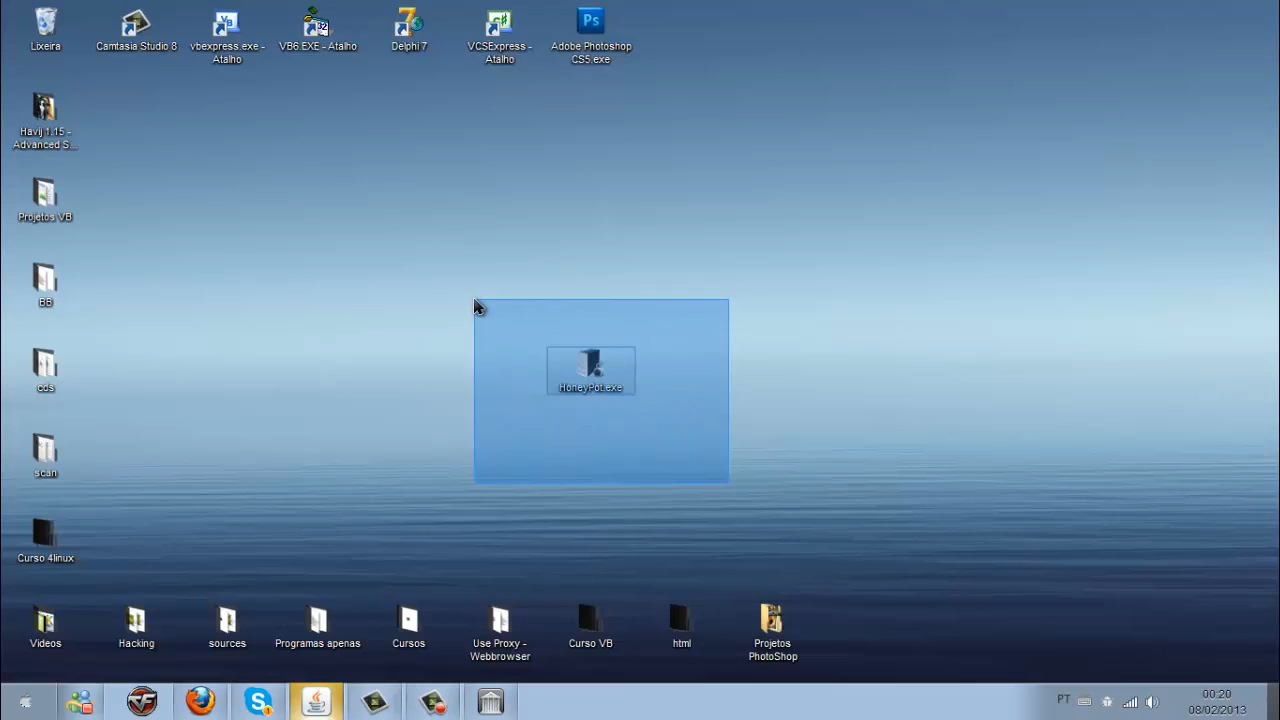 Lixeira
Camtasia Studio 8
vbexpress.exe -
Atalho
VB6 EXE - Atalho
Delphi 7
VCSExpress -
Atalho
Ps
Adobe Photoshop
CS5.exe
Havij 1.15 -
Advanced S...
Projetos VB
BB
cds
scan
Curso 4linux
HoneyPot.exe
Videos
Hacking
sources
Programas apenas
Cursos
Use Proxy -
Webbrowser
Curso VB
html
Projetos
PhotoShop
PT
00:20
08/02/2013